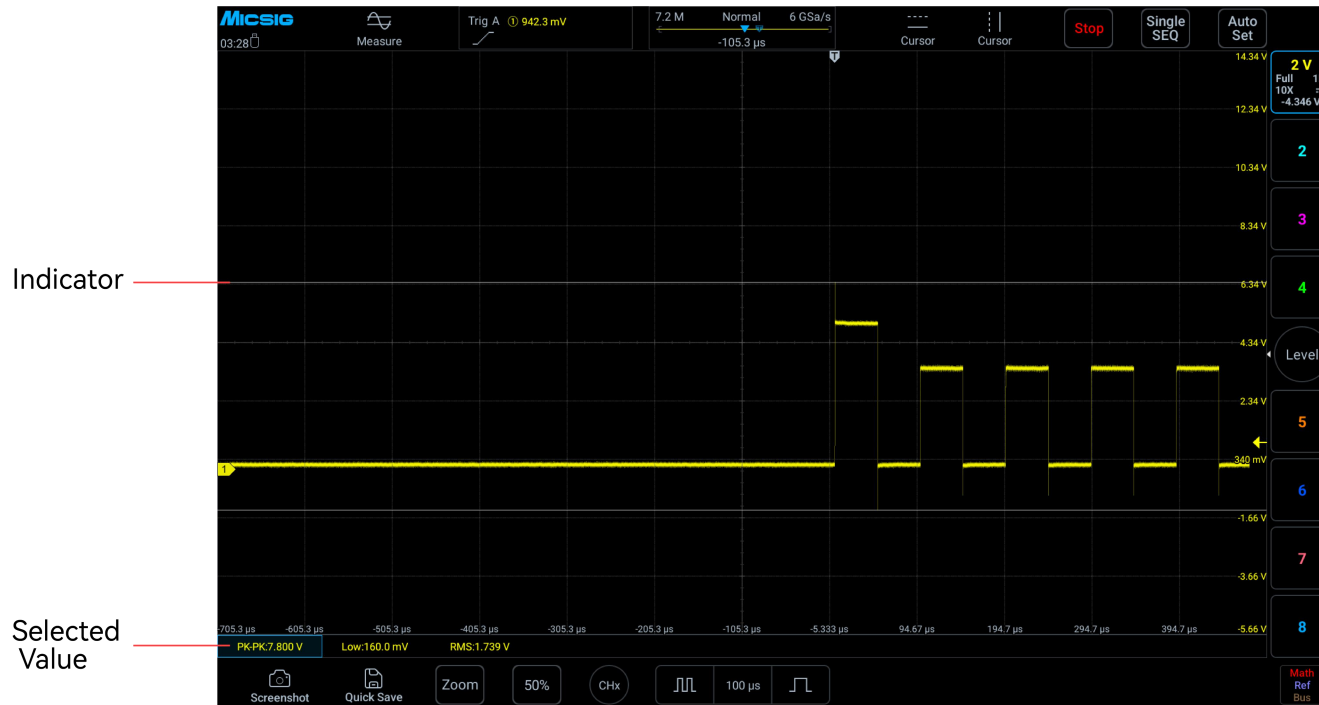 MICSIG
03:28
Measure
Trig A ① 942.3 mV
7.2 M Normal 6 GSa/s
-105.3 µs
Cursor
Cursor
Stop
Single
SEQ
Auto
Set
T
14.34 V
12.34 V
10.34 V
8.34 V
6.34 V
4.34 V
2.34 V
340 mV
-1.66 V
-3.66 V
-5.66 V
2 V
Full 1
10X
-4.346 V
2
3
4
Level
5
6
7
8
Indicator
1
-705.3 µs -605.3 µs -505.3 µs -405.3 µs -305.3 µs -205.3 µs -105.3 µs -5.333 µs 94.67 µs 194.7 µs 294.7 µs 394.7 µs
Selected
Value
PK-PK:7.800 V Low:160.0 mV RMS:1.739 V
Screenshot
Quick Save
Zoom
50%
CHx
100 µs
Math
Ref
Bus